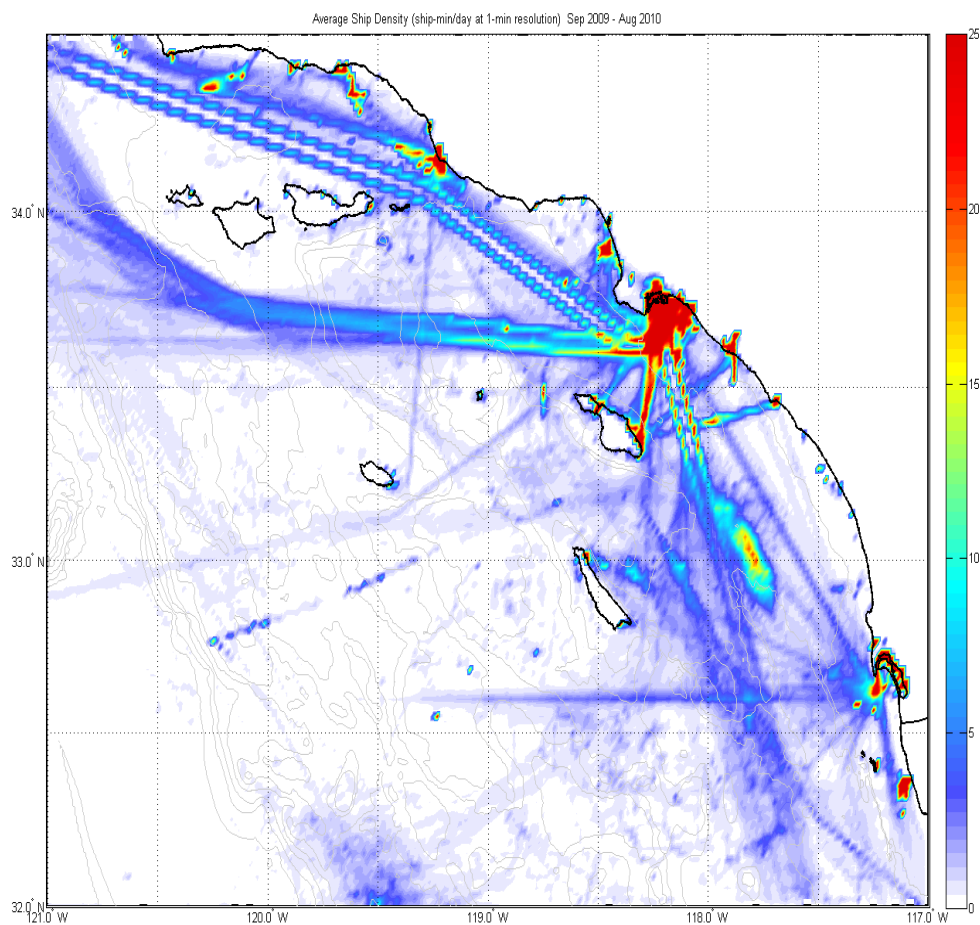 Average Ship Density (ship-min/day at 1-min resolution) Sep 2009 - Aug 2010
25
20
34.0° N
15
10
33.0° N
5
32.0° N
0
121.0° W
120.0° W
119.0° W
118.0° W
117.0° W